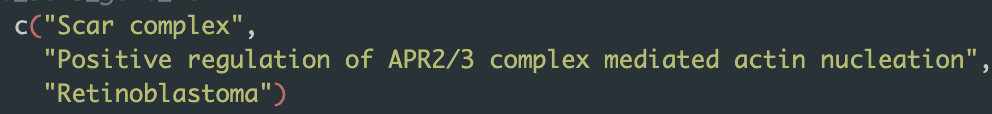 c("Scar complex",
"Positive regulation of APR2/3 complex mediated actin nucleation",
"Retinoblastoma")